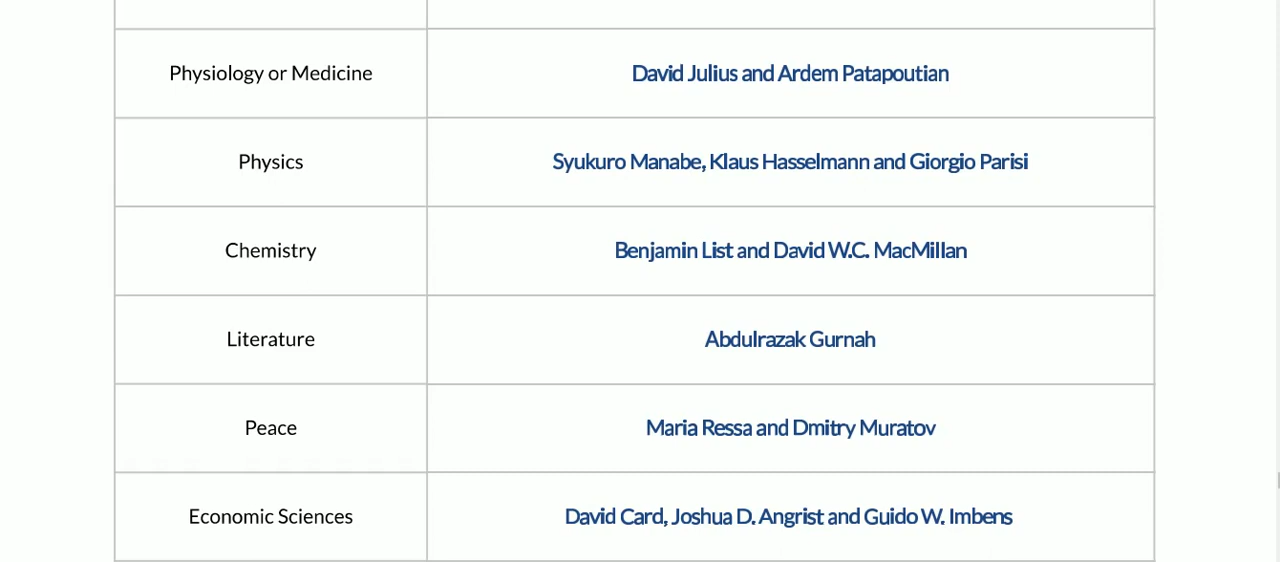 Physiology or Medicine David Julius and Ardem Patapoutian
Physics Syukuro Manabe, Klaus Hasselmann and Giorgio Parisi
Chemistry Benjamin List and David W.C. MacMillan
Literature Abdulrazak Gurnah
Peace Maria Ressa and Dmitry Muratov
Economic Sciences David Card, Joshua D. Angrist and Guido W. Imbens